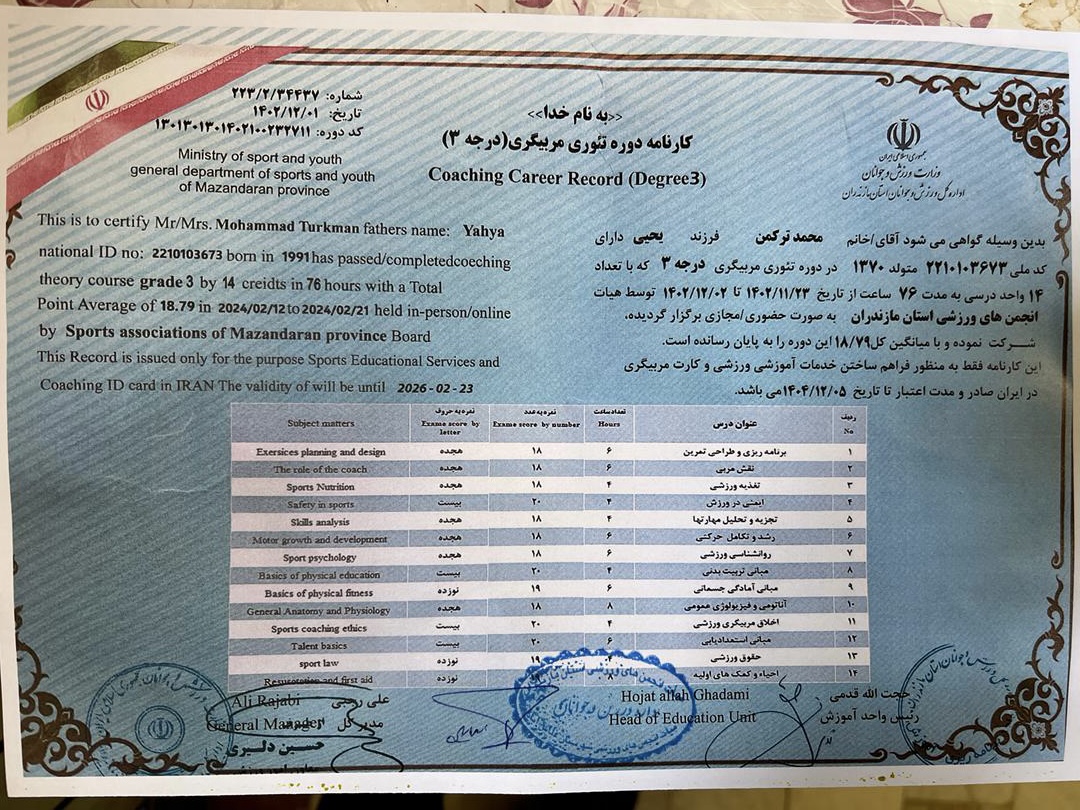 شماره: ۲۲۳/۲/۳۴۴۳۷
تاریخ: ۱۴۰۲/۱۲/۰۱
کد دوره: ۱۳۰۱۳۰۱۳۰۱۴۰۲۱۰۰۲۳۲۷۱۱
Ministry of sport and youth
general department of sports and youth
of Mazandaran province
<<به نام خدا>>
کارنامه دوره تئوری مربیگری(درجه ۳)
Coaching Career Record (Degree3)
جمهوری اسلامی ایران
وزارت ورزش و جوانان
اداره کل ورزش و جوانان استان مازندران
This is to certify Mr/Mrs. Mohammad Turkman fathers name: Yahya
national ID no: 2210103673 born in 1991 has passed/completedcoeching
theory course grade 3 by 14 creidts in 76 hours with a Total
Point Average of 18.79 in 2024/02/12 to 2024/02/21 held in-person/online
by Sports associations of Mazandaran province Board
This Record is issued only for the purpose Sports Educational Services and
Coaching ID card in IRAN The validity of will be until 2026-02-23
بدین وسیله گواهی می شود آقای/خانم محمد ترکمن فرزند یحیی دارای
کد ملی ۲۲۱۰۱۰۳۶۷۳ متولد ۱۳۷۰ در دوره تئوری مربیگری درجه ۳ که با تعداد
۱۴ واحد درسی به مدت ۷۶ ساعت از تاریخ ۱۴۰۲/۱۱/۲۳ تا ۱۴۰۲/۱۲/۰۲ توسط هیات
انجمن های ورزشی استان مازندران به صورت حضوری/مجازی برگزار گردیده،
شرکت نموده و با میانگین کل ۱۸/۷۹ این دوره را به پایان رسانده است.
این کارنامه فقط به منظور فراهم ساختن خدمات آموزشی ورزشی و کارت مربیگری
در ایران صادر و مدت اعتبار تا تاریخ ۱۴۰۴/۱۲/۰۵ می باشد.
Subject matters نمره به حروف Exame score by letter نمره به عدد Exame score by number تعداد ساعت Hours عنوان درس ردیف No
Exersices planning and design هجده ۱۸ ۶ برنامه ریزی و طراحی تمرین ۱
The role of the coach هجده ۱۸ ۶ نقش مربی ۲
Sports Nutrition هجده ۱۸ ۴ تغذیه ورزشی ۳
Safety in sports بیست ۲۰ ۴ ایمنی در ورزش ۴
Skills analysis هجده ۱۸ ۴ تجزیه و تحلیل مهارتها ۵
Motor growth and development هجده ۱۸ ۶ رشد و تکامل حرکتی ۶
Sport psychology هجده ۱۸ ۶ روانشناسی ورزشی ۷
Basics of physical education بیست ۲۰ ۴ مبانی تربیت بدنی ۸
Basics of physical fitness نوزده ۱۹ ۶ مبانی آمادگی جسمانی ۹
General Anatomy and Physiology هجده ۱۸ ۸ آناتومی و فیزیولوژی عمومی ۱۰
Sports coaching ethics بیست ۲۰ ۴ اخلاق مربیگری ورزشی ۱۱
Talent basics بیست ۲۰ ۶ مبانی استعدادیابی ۱۲
sport law نوزده ۱۹ حقوق ورزشی ۱۳
Resuscitation and first aid نوزده ۸ احیاء و کمک های اولیه ۱۴
Ali Rajabi علی رجبی
General Manager مدیر کل
حسین دلیری
Hojat allah Ghadami حجت الله قدمی
Head of Education Unit رئیس واحد آموزش